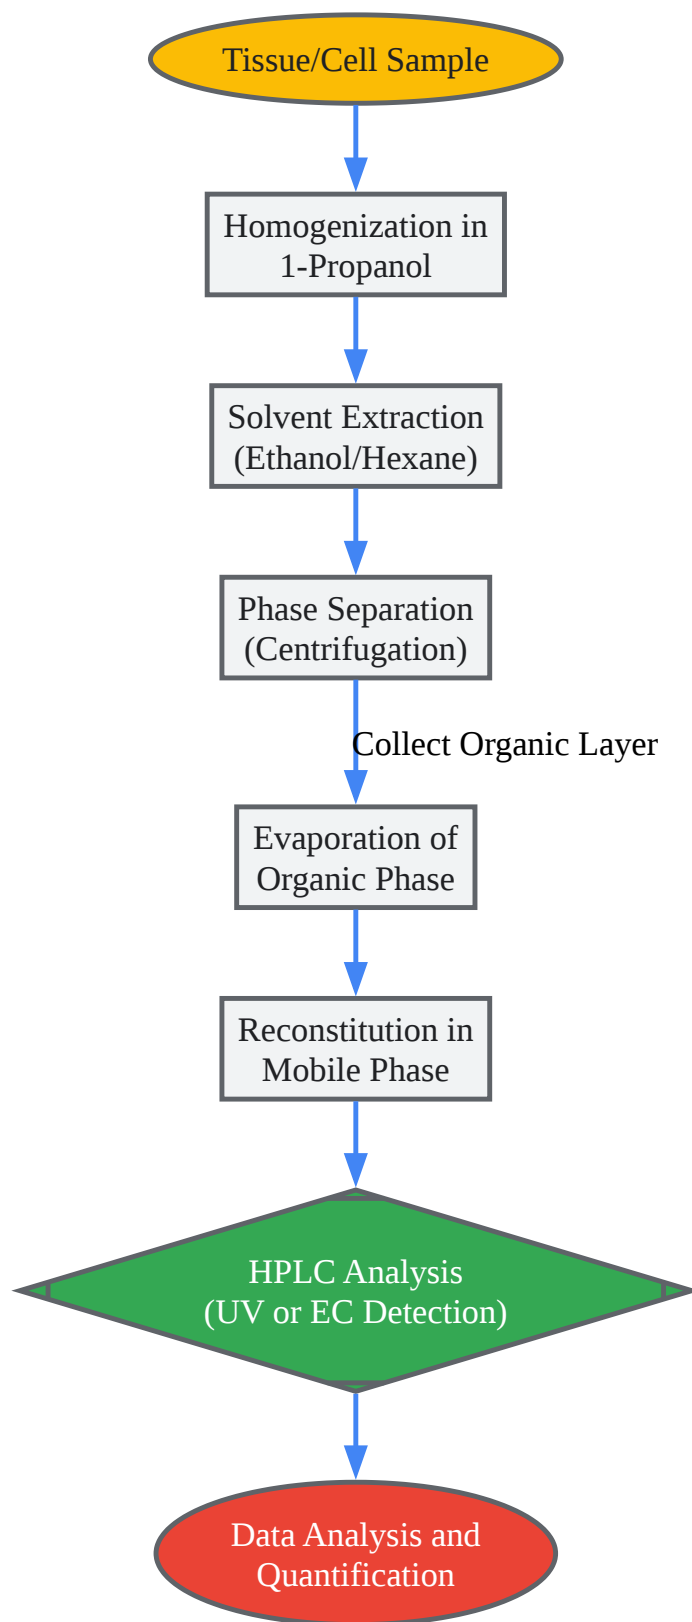 Tissue/Cell Sample
Homogenization in
1-Propanol
Solvent Extraction
(Ethanol/Hexane)
Phase Separation
(Centrifugation)
Collect Organic Layer
Evaporation of
Organic Phase
Reconstitution in
Mobile Phase
HPLC Analysis
(UV or EC Detection)
Data Analysis and
Quantification